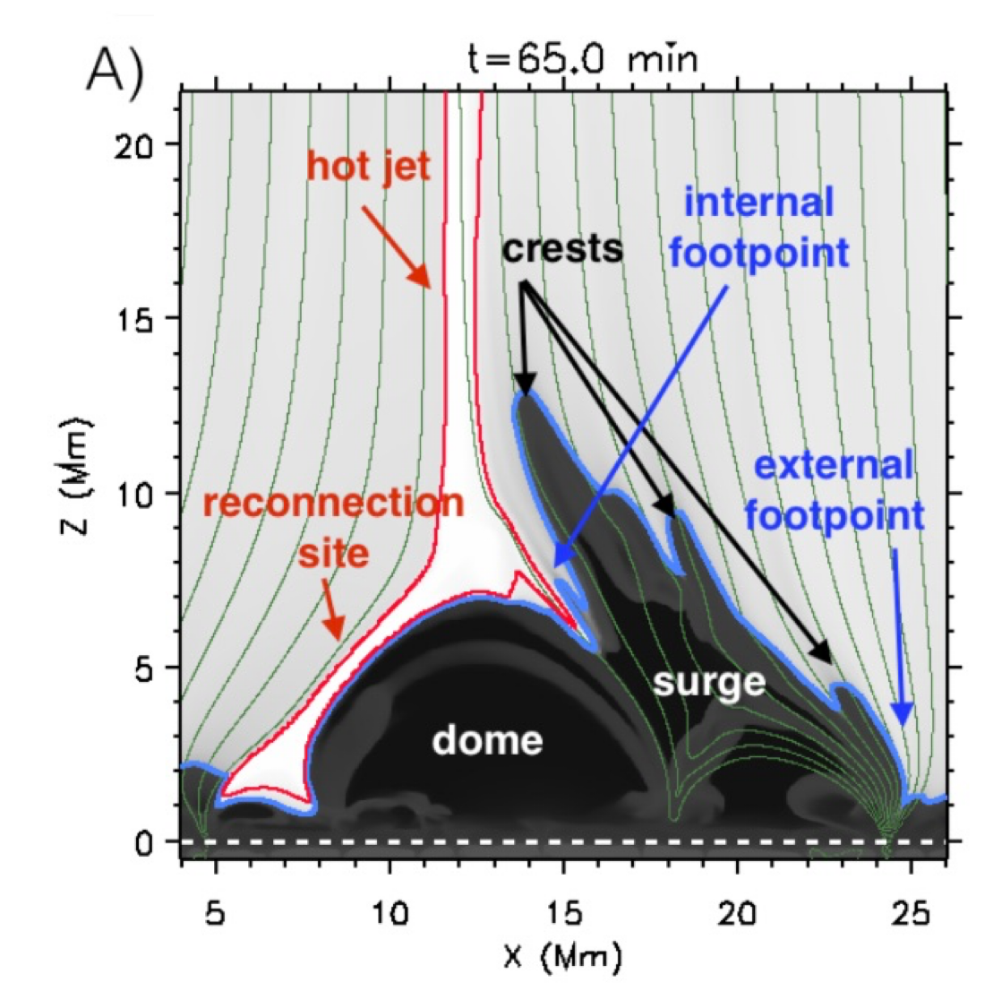 A)
t=65.0 min
20
15
10
5
0
Z (Mm)
hot jet
internal
footpoint
crests
external
footpoint
reconnection
site
surge
dome
5
10
15
20
25
X (Mm)